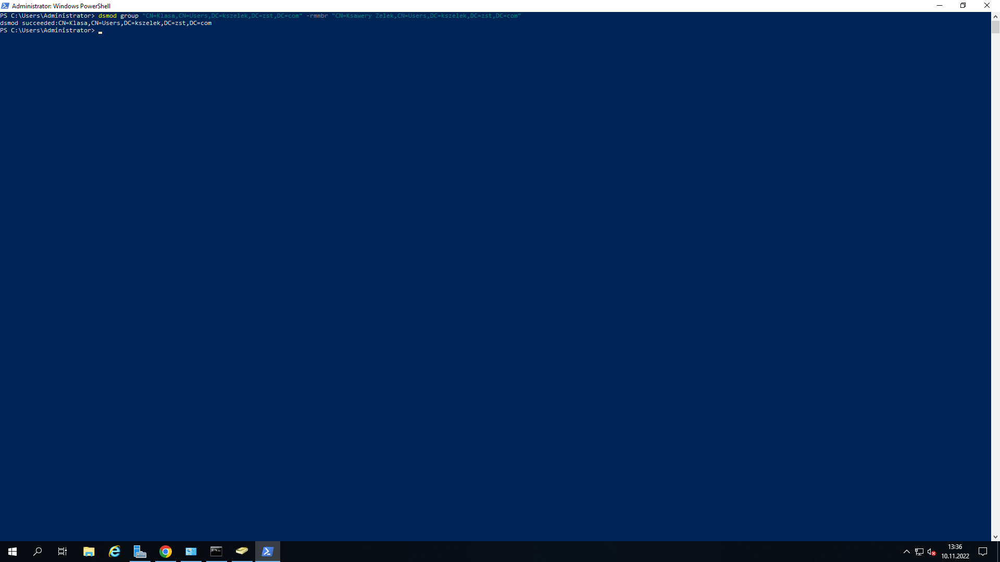 Administrator: Windows PowerShell
PS C:\Users\Administrator> dsmod group "CN=Klasa,CN=Users,DC=kszelek,DC=zst,DC=com" -rmmbr "CN=Ksawery Zelek,CN=Users,DC=kszelek,DC=zst,DC=com"
dsmod succeeded:CN=Klasa,CN=Users,DC=kszelek,DC=zst,DC=com
PS C:\Users\Administrator>
13:36
10.11.2022